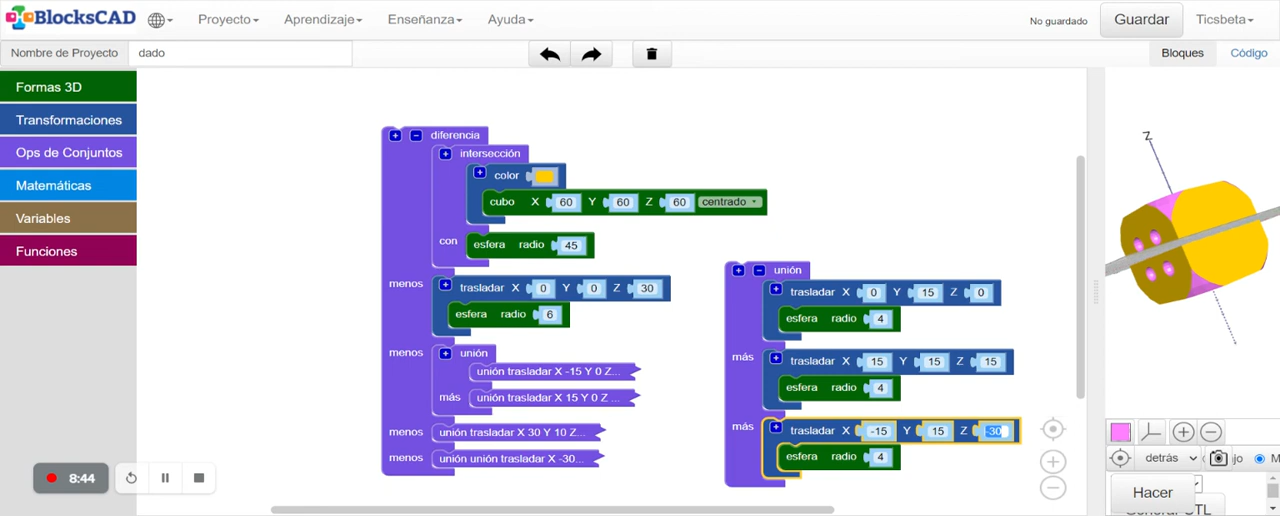 BlocksCAD
Proyecto
Aprendizaje
Enseñanza
Ayuda
No guardado
Guardar
Ticsbeta
Nombre de Proyecto
dado
Bloques
Código
Formas 3D
Transformaciones
Ops de Conjuntos
Matemáticas
Variables
Funciones
diferencia
intersección
color
cubo X 60 Y 60 Z 60 centrado
con esfera radio 45
menos trasladar X 0 Y 0 Z 30
esfera radio 6
menos unión
unión trasladar X -15 Y 0 Z...
más unión trasladar X 15 Y 0 Z ...
menos unión trasladar X 30 Y 10 Z...
menos unión unión trasladar X -30...
unión
trasladar X 0 Y 15 Z 0
esfera radio 4
más trasladar X 15 Y 15 Z 15
esfera radio 4
más trasladar X -15 Y 15 Z -30
esfera radio 4
Z
8:44
detrás
ijo
M
Hacer
STL